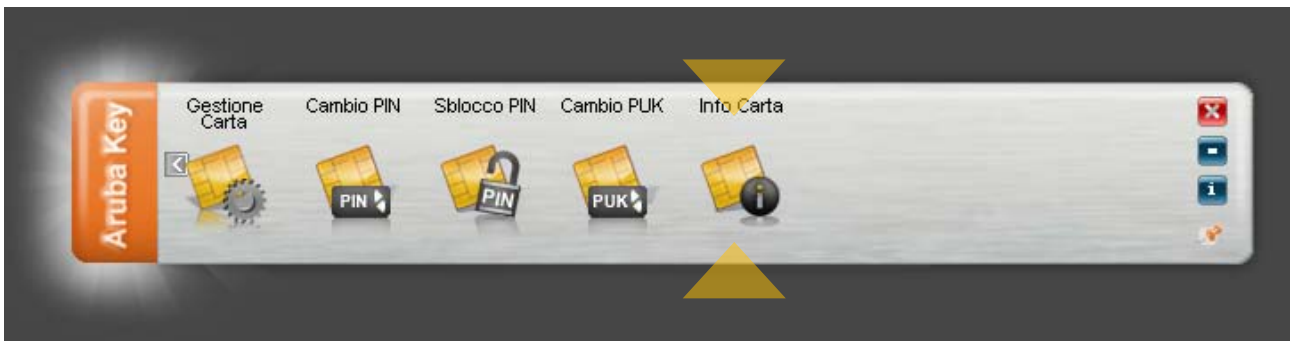 Aruba Key
Gestione
Carta
Cambio PIN
Sblocco PIN
Cambio PUK
Info Carta
PIN
PIN
PUK
i
i